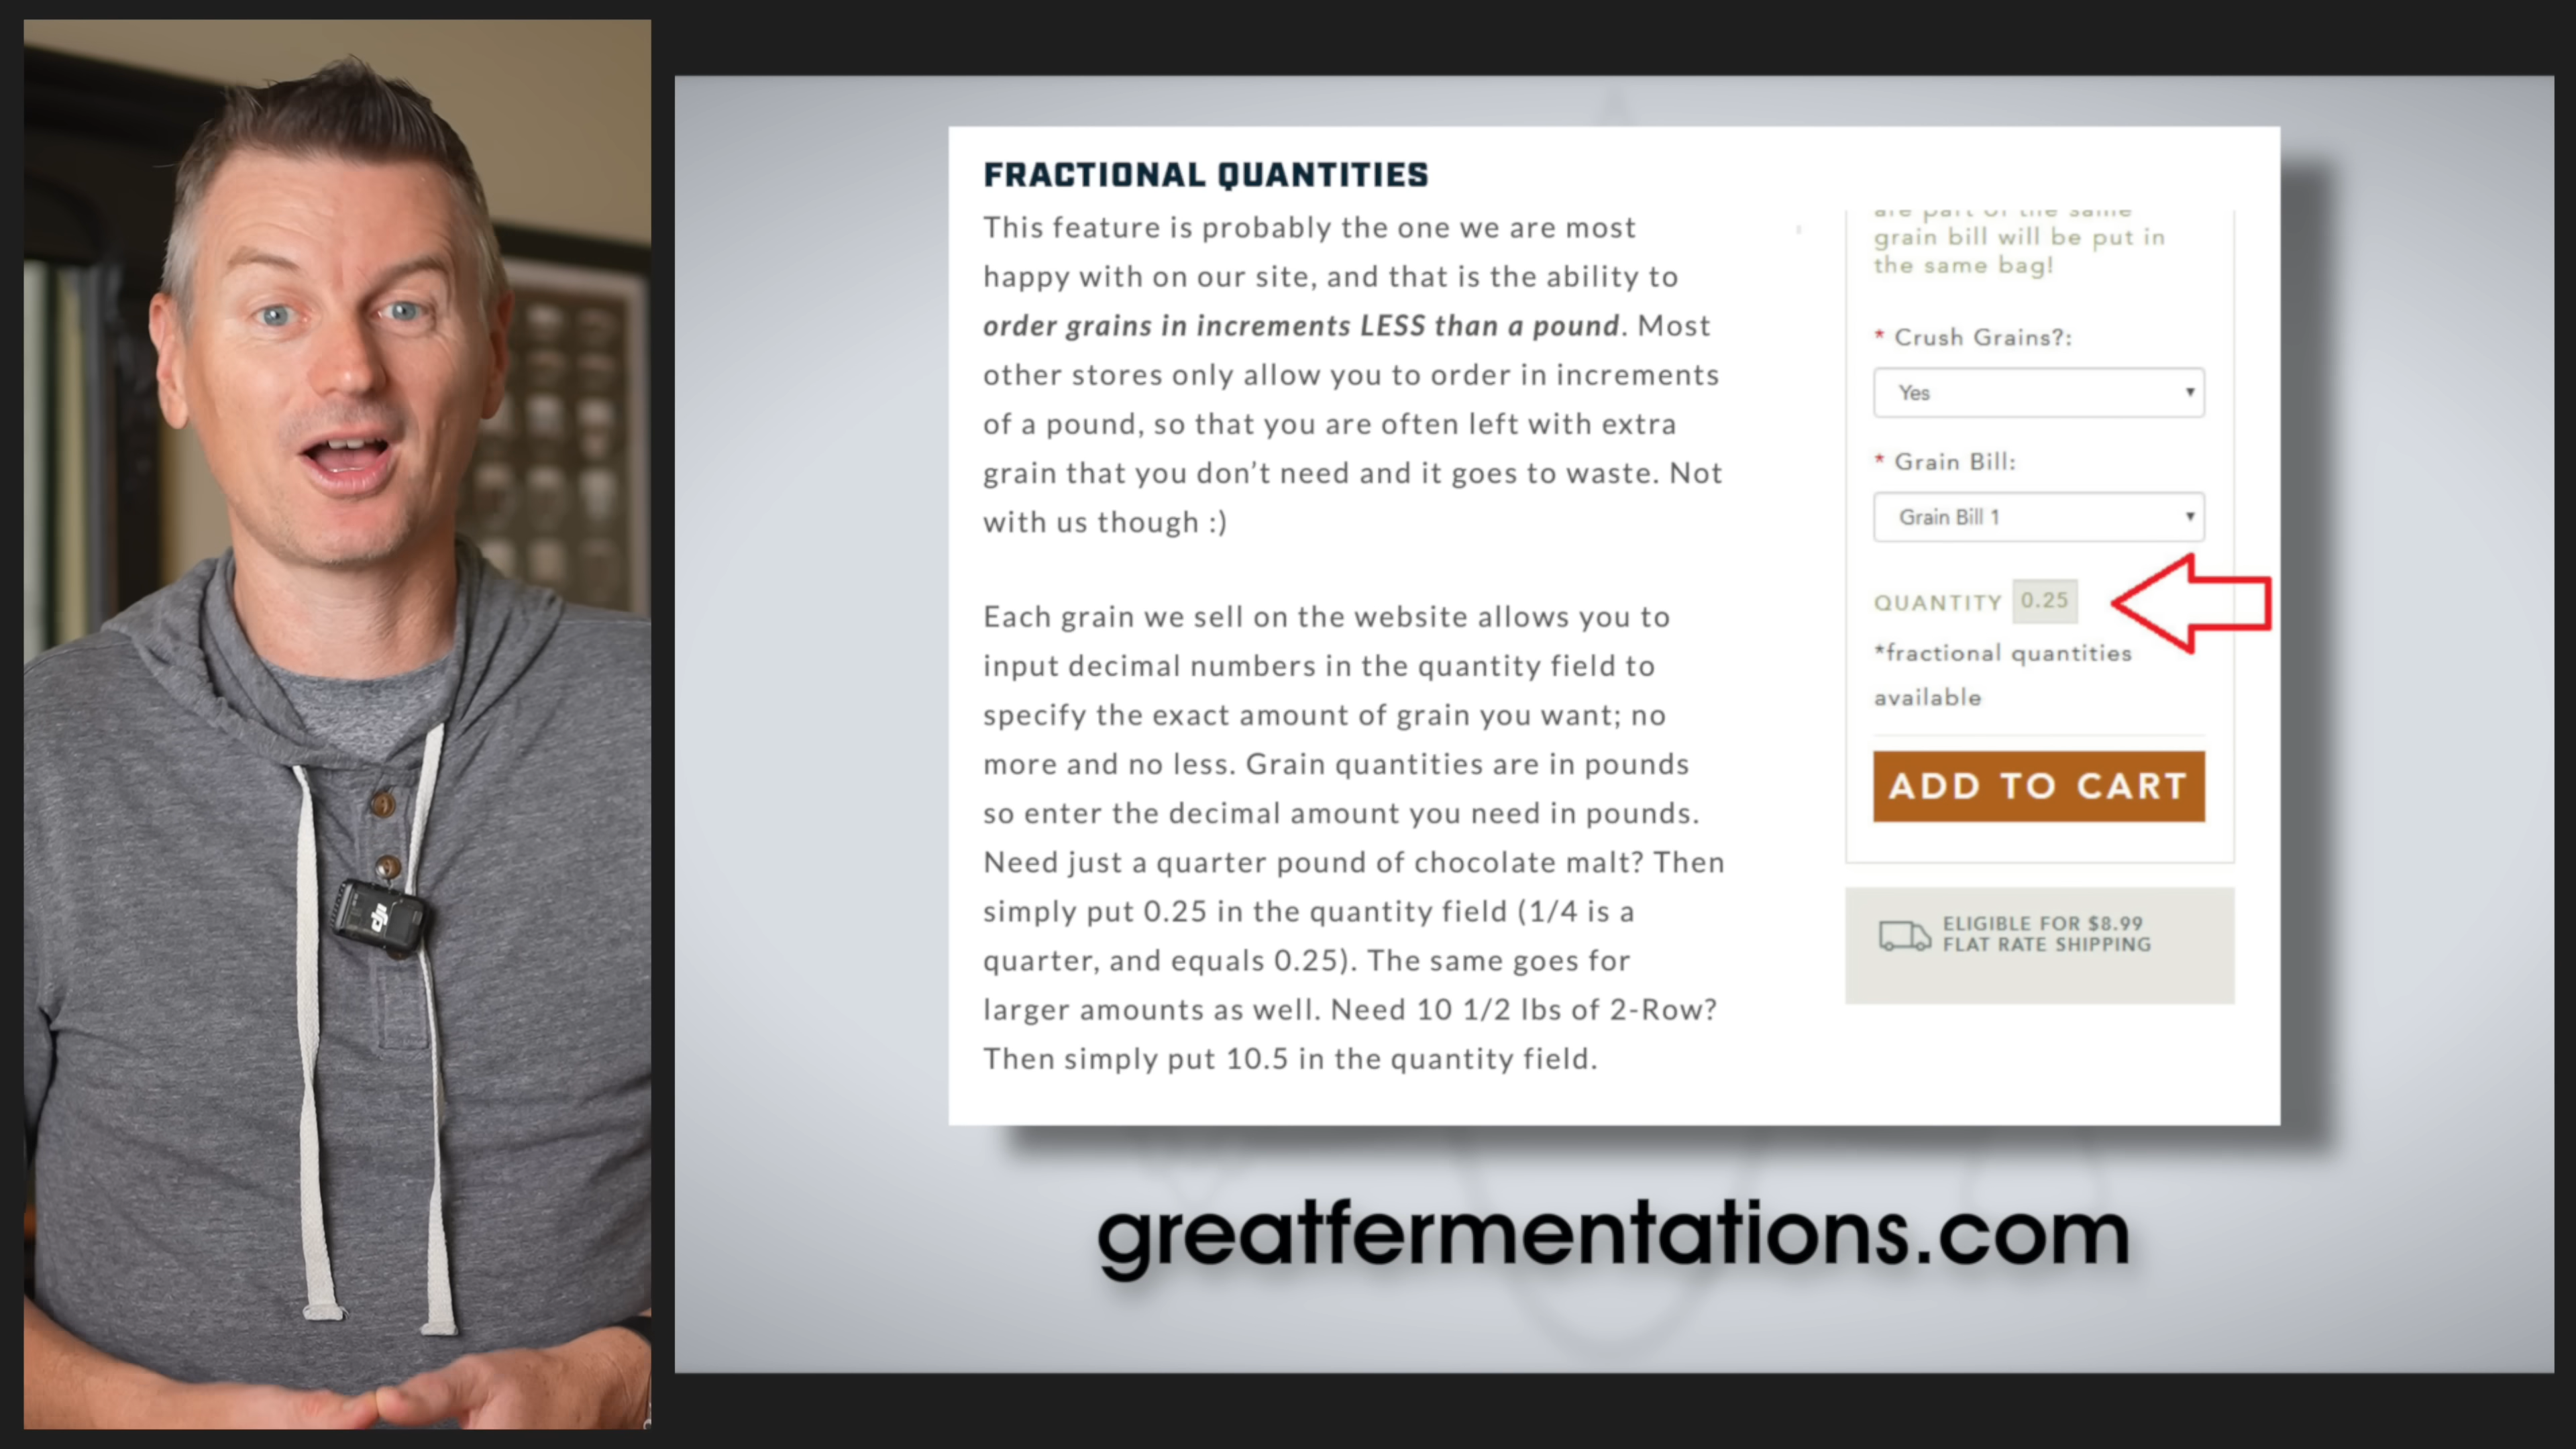 FRACTIONAL QUANTITIES
This feature is probably the one we are most
happy with on our site, and that is the ability to
order grains in increments LESS than a pound. Most
other stores only allow you to order in increments
of a pound, so that you are often left with extra
grain that you don't need and it goes to waste. Not
with us though :)
Each grain we sell on the website allows you to
input decimal numbers in the quantity field to
specify the exact amount of grain you want; no
more and no less. Grain quantities are in pounds
so enter the decimal amount you need in pounds.
Need just a quarter pound of chocolate malt? Then
simply put 0.25 in the quantity field (1/4 is a
quarter, and equals 0.25). The same goes for
larger amounts as well. Need 10 1/2 lbs of 2-Row?
Then simply put 10.5 in the quantity field.
are part of the same
grain bill will be put in
the same bag!
* Crush Grains?:
Yes
* Grain Bill:
Grain Bill 1
QUANTITY 0.25
*fractional quantities
available
ADD TO CART
ELIGIBLE FOR $8.99
FLAT RATE SHIPPING
greatfermentations.com
dji